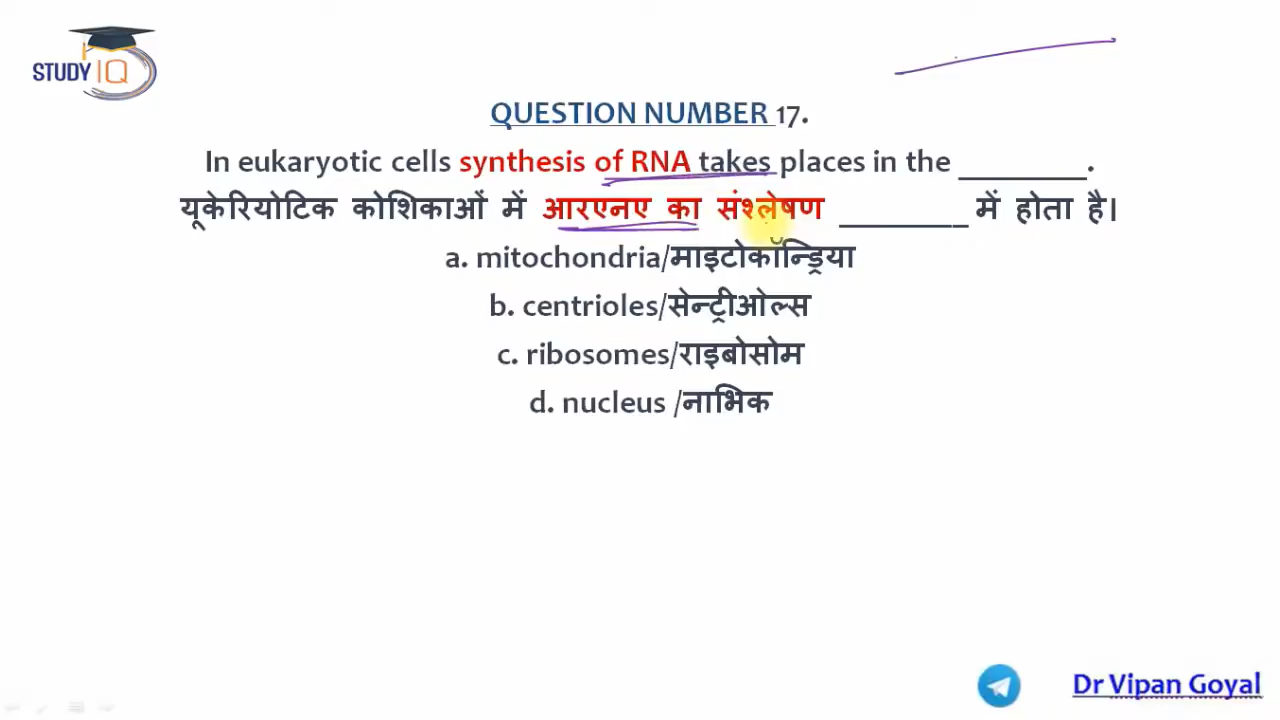 STUDY IQ
QUESTION NUMBER 17.
In eukaryotic cells synthesis of RNA takes places in the ________.
यूकेरियोटिक कोशिकाओं में आरएनए का संश्लेषण ________ में होता है।
a. mitochondria/माइटोकॉन्ड्रिया
b. centrioles/सेन्ट्रीओल्स
c. ribosomes/राइबोसोम
d. nucleus /नाभिक
Dr Vipan Goyal